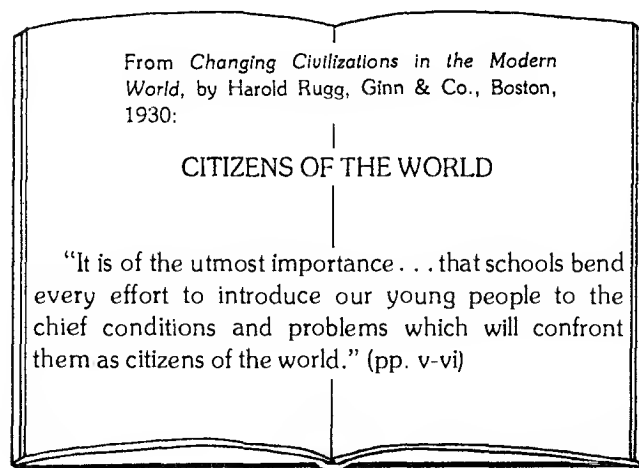 From Changing Civilizations in the Modern
World, by Harold Rugg, Ginn & Co., Boston,
1930:
CITIZENS OF THE WORLD
"It is of the utmost importance . . . that schools bend
every effort to introduce our young people to the
chief conditions and problems which will confront
them as citizens of the world." (pp. v-vi)